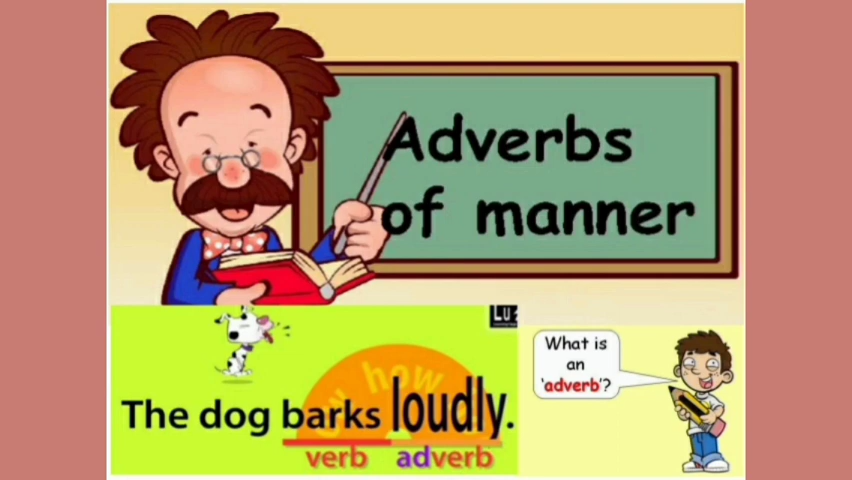 Adverbs
of manner
how
The dog barks loudly.
verb adverb
What is
an
'adverb'?